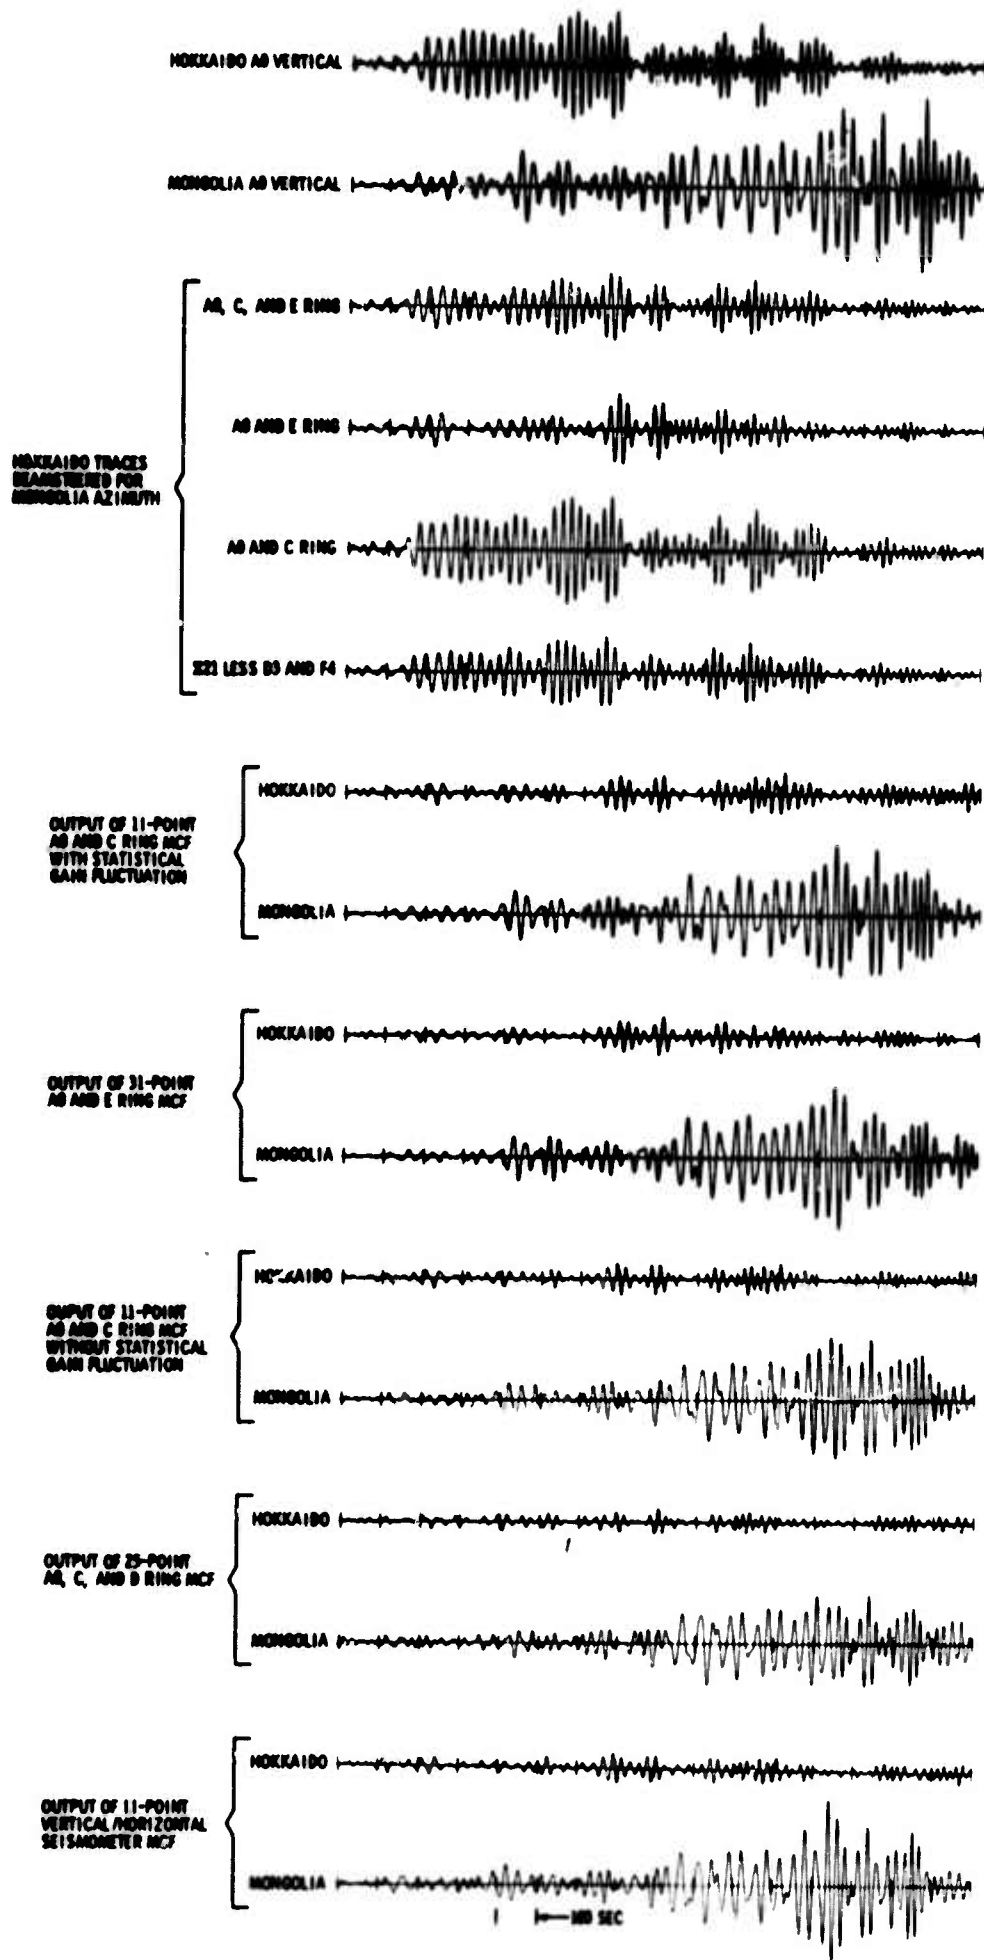 HOKKAIDO A0 VERTICAL
MONGOLIA A0 VERTICAL
HOKKAIDO TRACES
BEAMSTEERED FOR
MONGOLIA AZIMUTH
A0, C, AND E RING
A0 AND E RING
A0 AND C RING
Σ21 LESS B3 AND F4
OUTPUT OF 11-POINT
A0 AND C RING MCF
WITH STATISTICAL
GAIN FLUCTUATION
HOKKAIDO
MONGOLIA
OUTPUT OF 31-POINT
A0 AND E RING MCF
HOKKAIDO
MONGOLIA
OUPUT OF 11-POINT
A0 AND C RING MCF
WITHOUT STATISTICAL
GAIN FLUCTUATION
HOKKAIDO
MONGOLIA
OUTPUT OF 25-POINT
A0, C, AND D RING MCF
HOKKAIDO
MONGOLIA
OUTPUT OF 11-POINT
VERTICAL/HORIZONTAL
SEISMOMETER MCF
HOKKAIDO
MONGOLIA
100 SEC